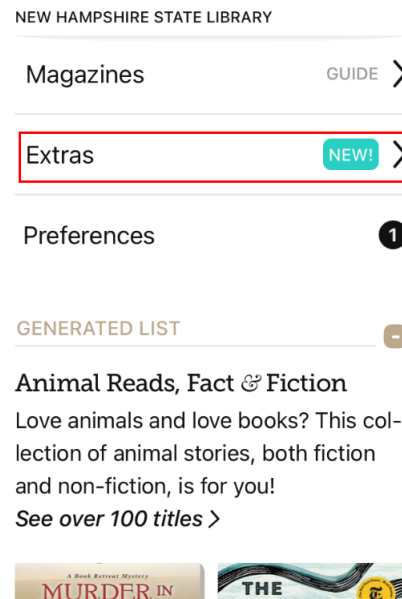 NEW HAMPSHIRE STATE LIBRARY
Magazines GUIDE
Extras NEW!
Preferences 1
GENERATED LIST
Animal Reads, Fact & Fiction
Love animals and love books? This col-
lection of animal stories, both fiction
and non-fiction, is for you!
See over 100 titles
A Book Retreat Mystery
MURDER IN
THE